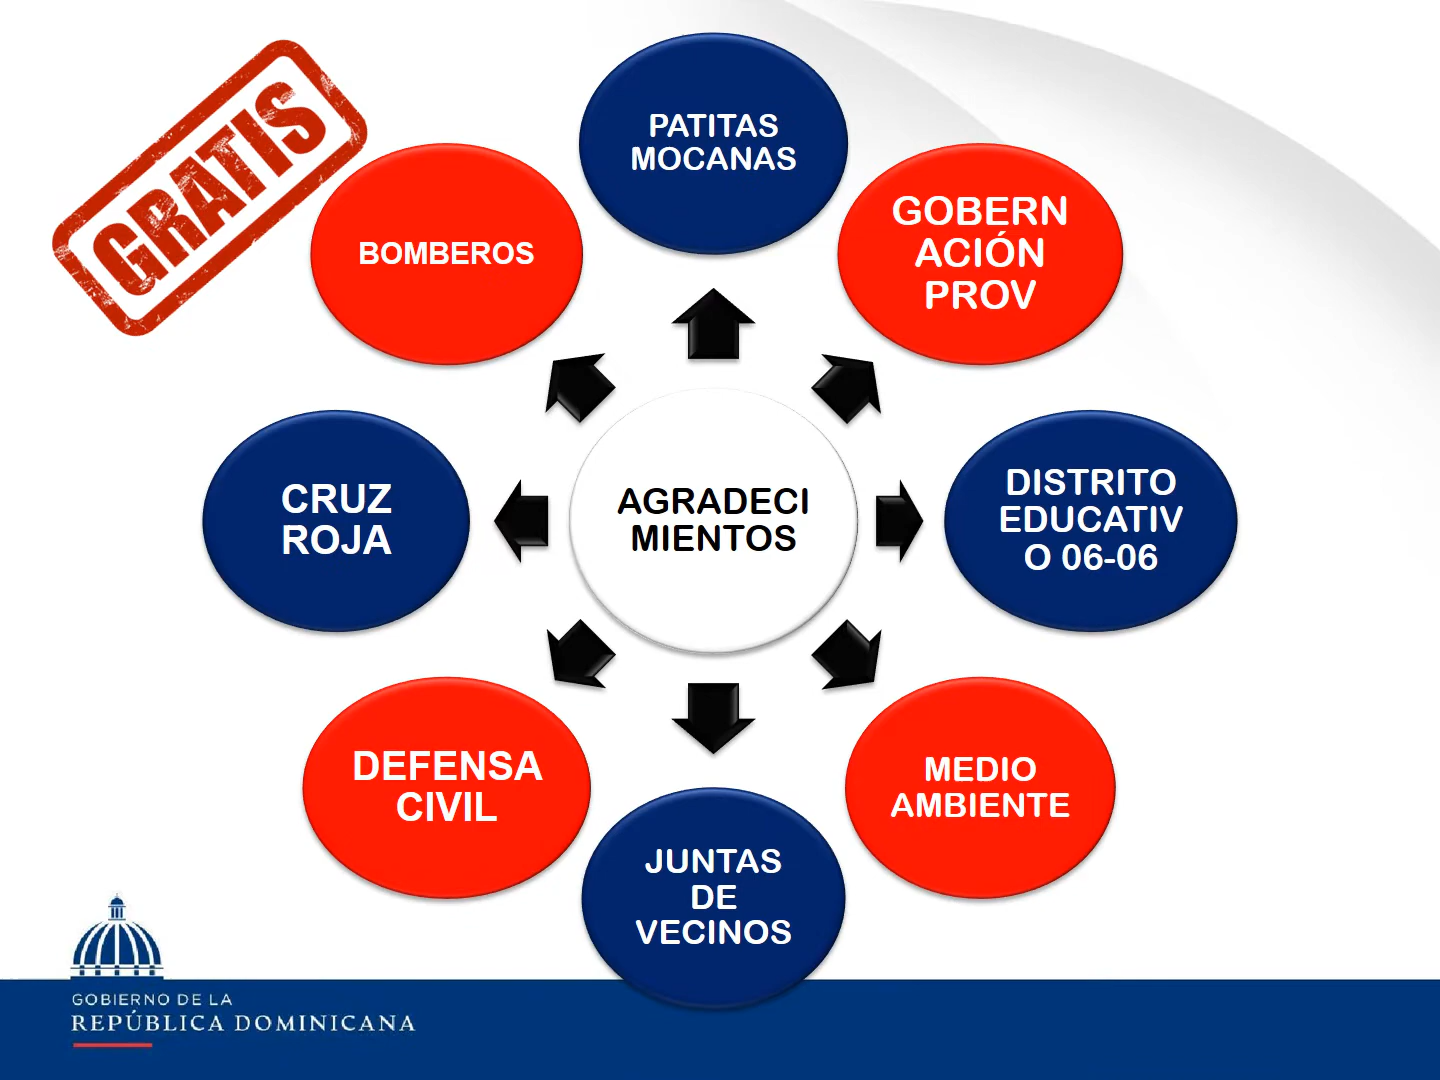 GRATIS
PATITAS
MOCANAS
BOMBEROS
GOBERN
ACIÓN
PROV
CRUZ
ROJA
AGRADECI
MIENTOS
DISTRITO
EDUCATIV
O 06-06
DEFENSA
CIVIL
MEDIO
AMBIENTE
JUNTAS
DE
VECINOS
GOBIERNO DE LA
REPÚBLICA DOMINICANA